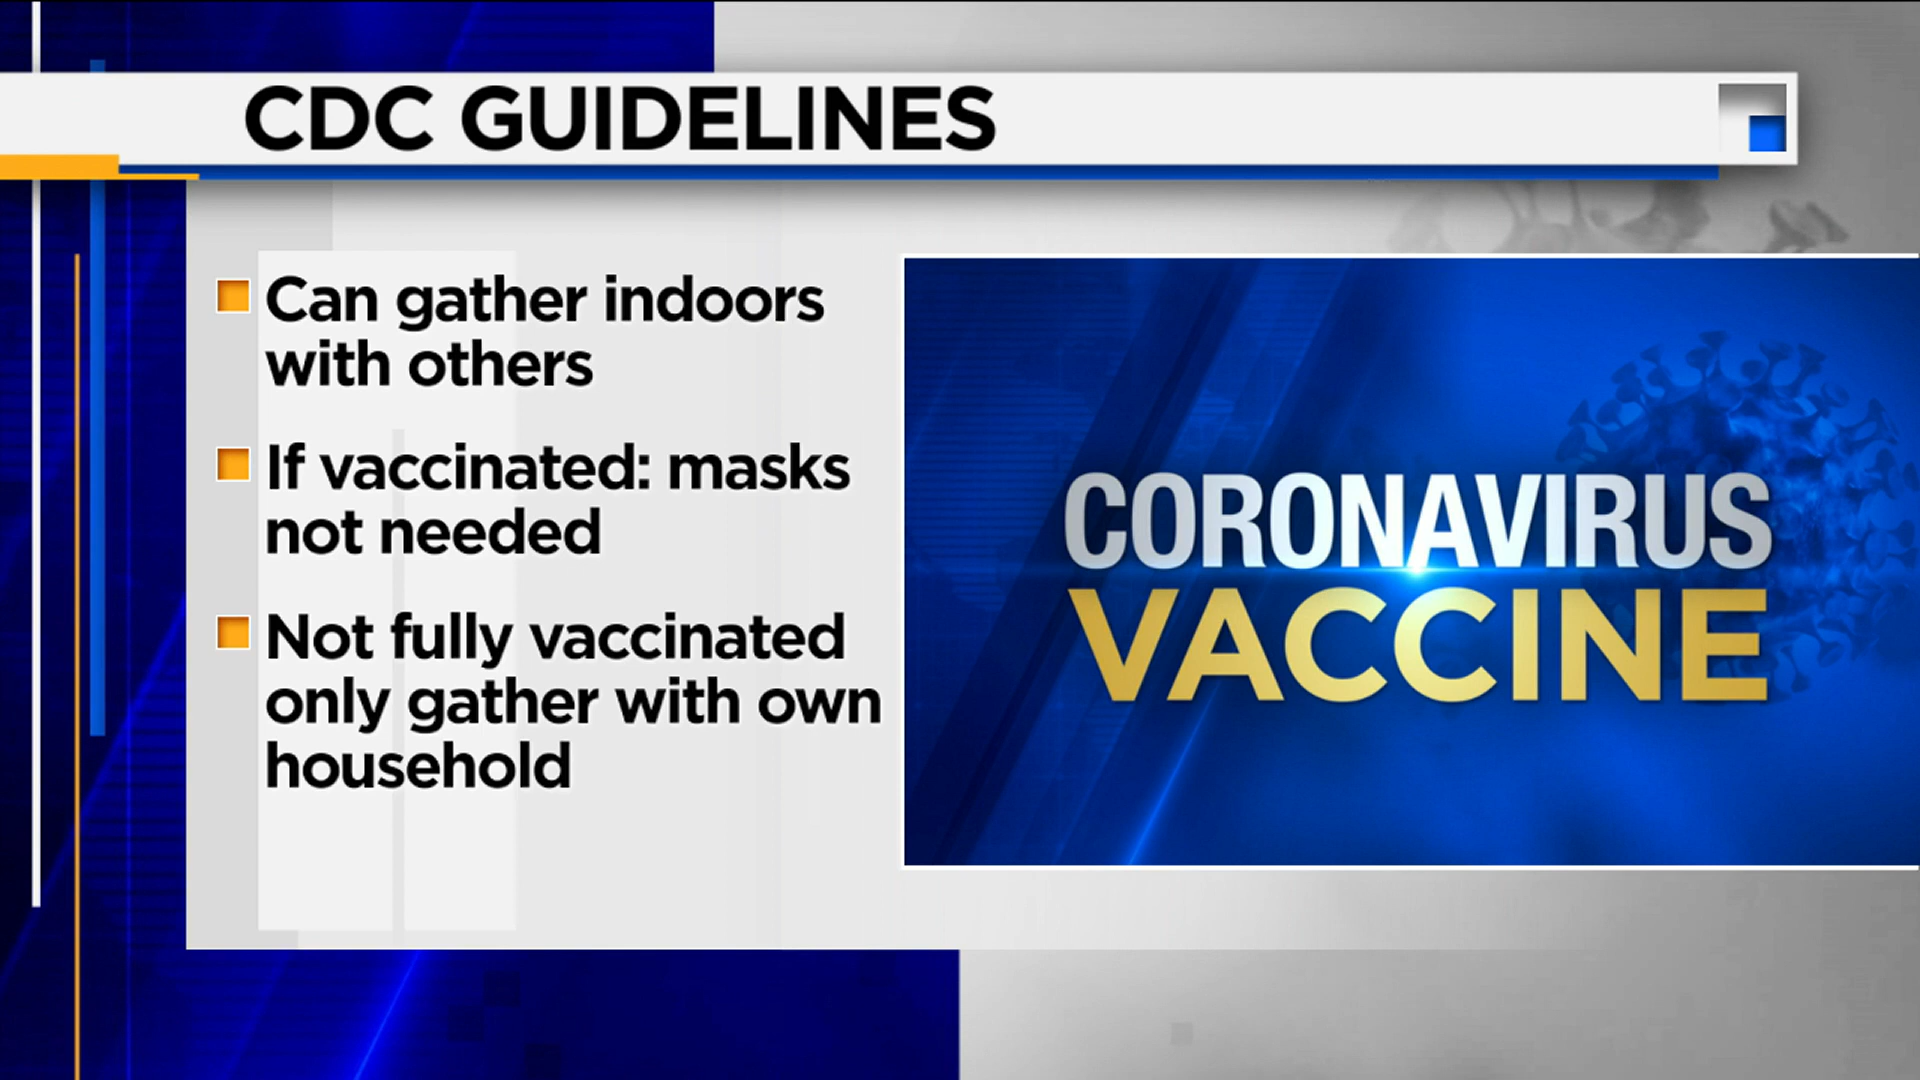 CDC GUIDELINES
Can gather indoors
with others
If vaccinated: masks
not needed
Not fully vaccinated
only gather with own
household
CORONAVIRUS
VACCINE